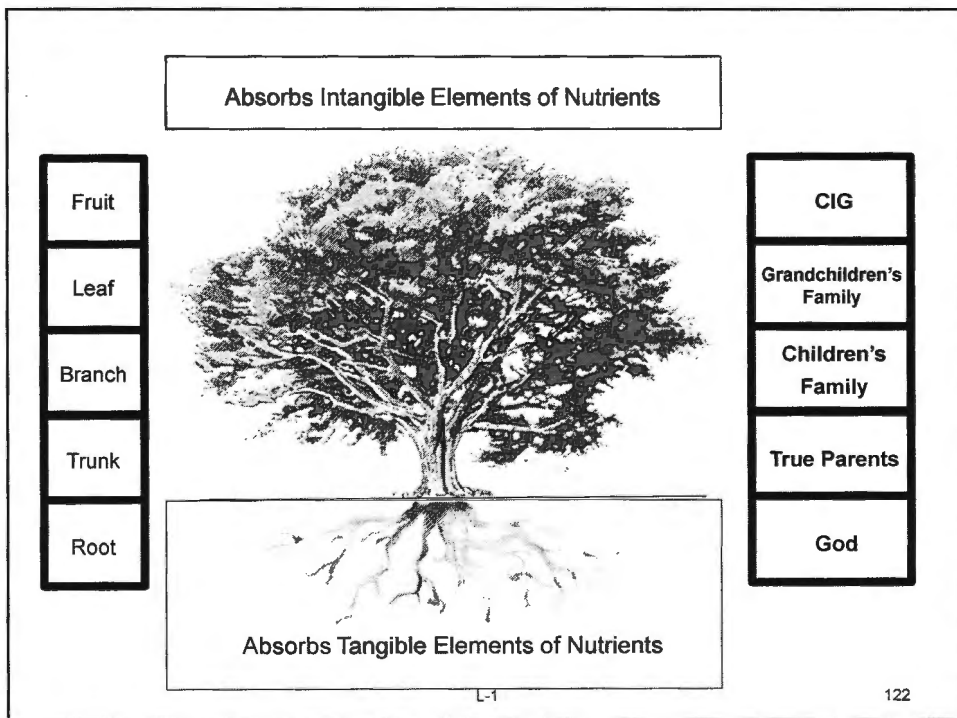 Absorbs Intangible Elements of Nutrients
Fruit
Leaf
Branch
Trunk
Root
CIG
Grandchildren's
Family
Children's
Family
True Parents
God
Absorbs Tangible Elements of Nutrients
L-1
122